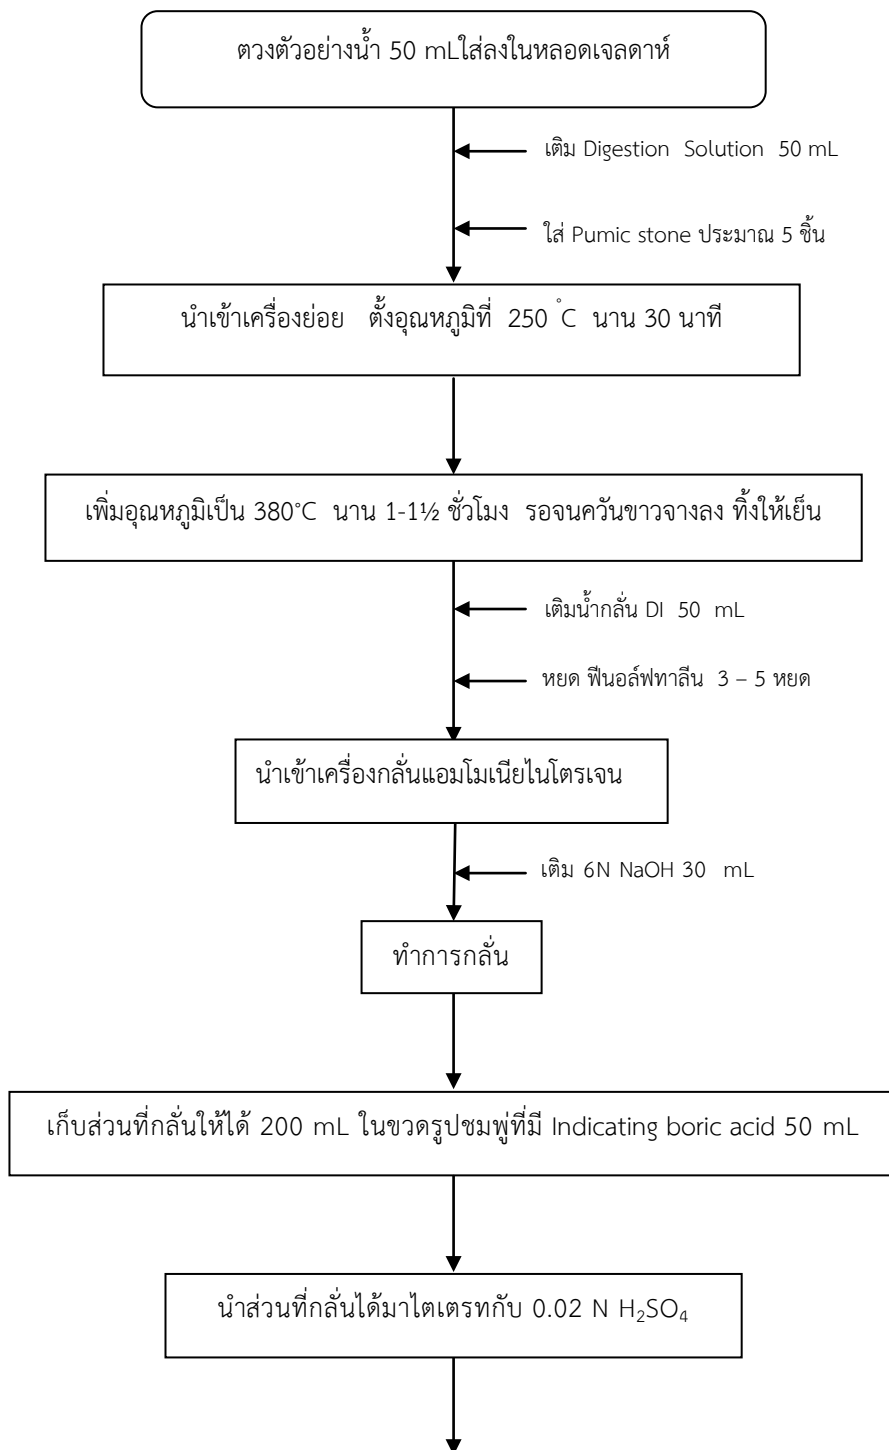 ตวงตัวอย่างน้ำ 50 mLใส่ลงในหลอดเจลดาห์
เติม Digestion Solution 50 mL
ใส่ Pumic stone ประมาณ 5 ชิ้น
นำเข้าเครื่องย่อย ตั้งอุณหภูมิที่ 250 °C นาน 30 นาที
เพิ่มอุณหภูมิเป็น 380°C นาน 1-1½ ชั่วโมง รอจนควันขาวจางลง ทิ้งให้เย็น
เติมน้ำกลั่น DI 50 mL
หยด ฟีนอล์ฟทาลีน 3 – 5 หยด
นำเข้าเครื่องกลั่นแอมโมเนียไนโตรเจน
เติม 6N NaOH 30 mL
ทำการกลั่น
เก็บส่วนที่กลั่นให้ได้ 200 mL ในขวดรูปชมพู่ที่มี Indicating boric acid 50 mL
นำส่วนที่กลั่นได้มาไตเตรทกับ 0.02 N H₂SO₄